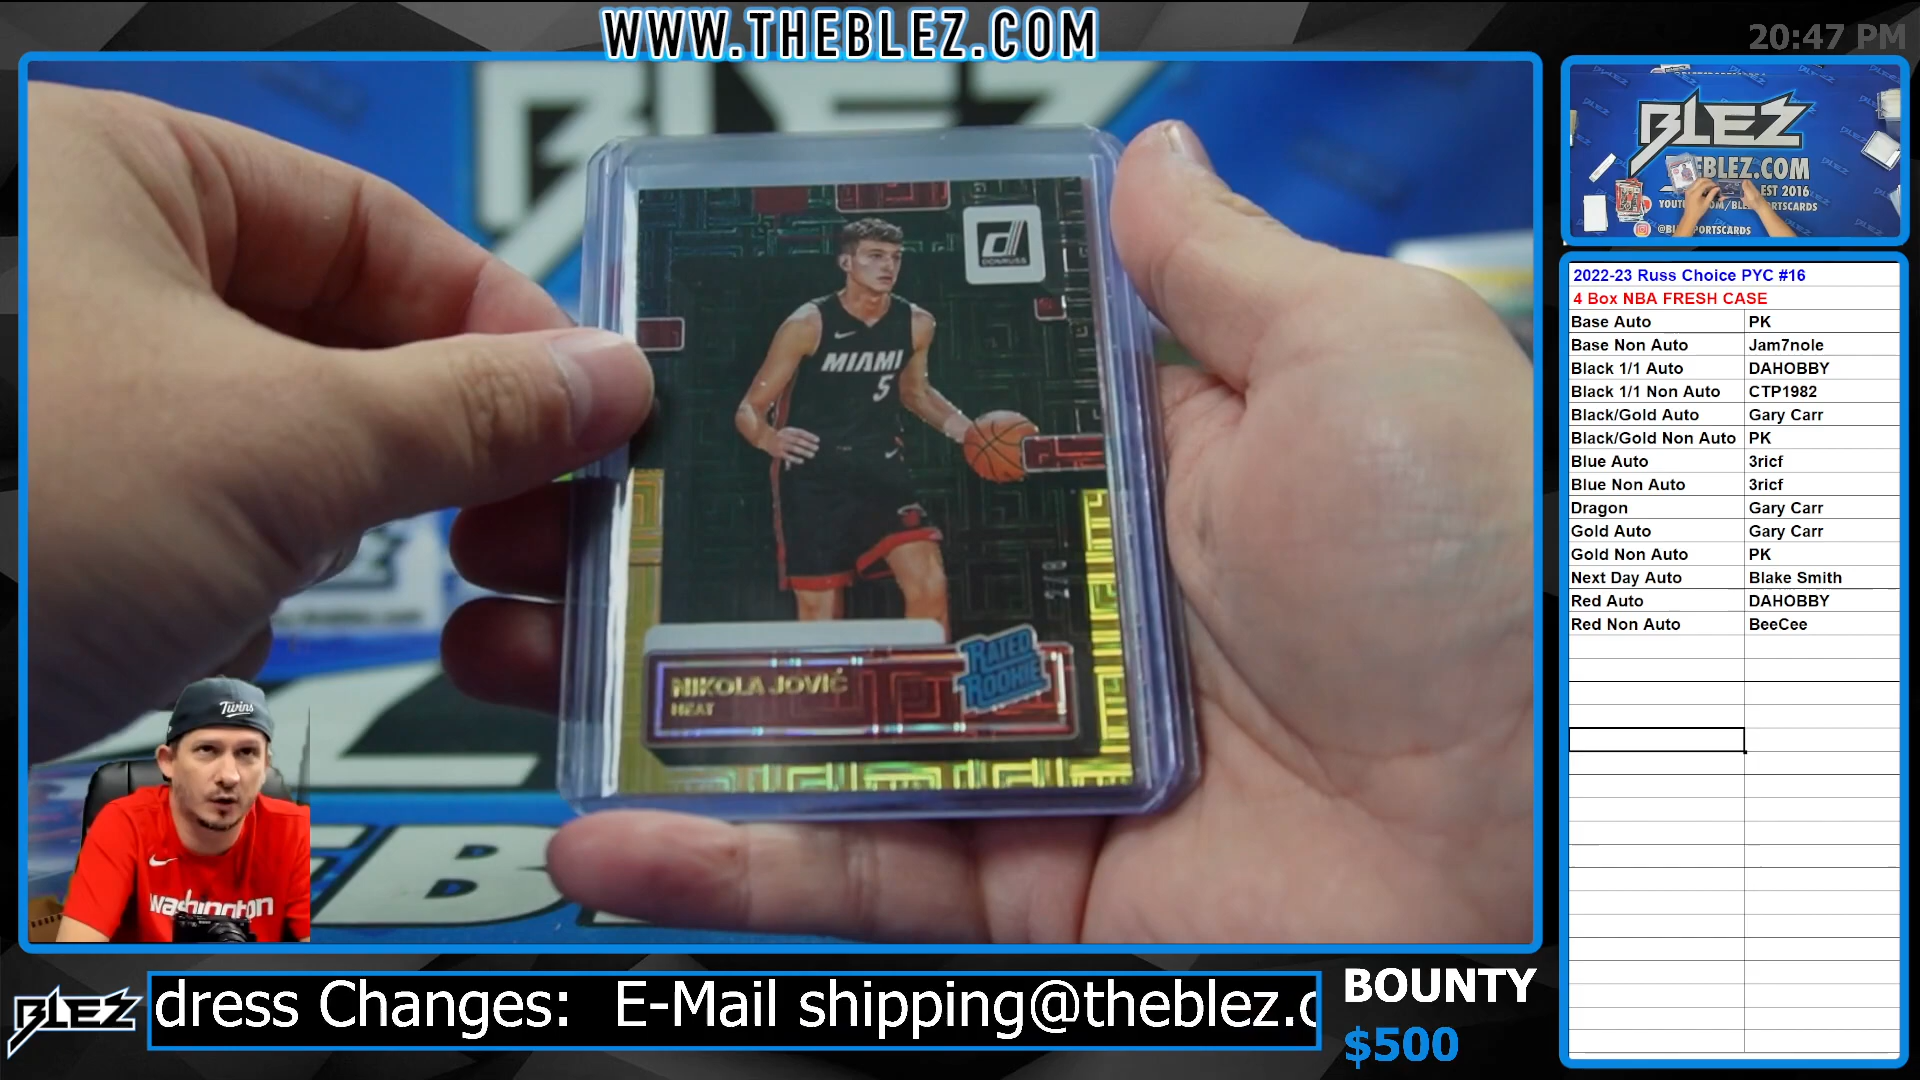 WWW.THEBLEZ.COM
20:47 PM
BLEZ
THEBLEZ.COM
EST 2016
d
DONRUSS
MIAMI
5
NIKOLA JOVIĆ
HEAT
RATED
ROOKIE
Twins
washington
2022-23 Russ Choice PYC #16
4 Box NBA FRESH CASE
Base Auto PK
Base Non Auto Jam7nole
Black 1/1 Auto DAHOBBY
Black 1/1 Non Auto CTP1982
Black/Gold Auto Gary Carr
Black/Gold Non Auto PK
Blue Auto 3ricf
Blue Non Auto 3ricf
Dragon Gary Carr
Gold Auto Gary Carr
Gold Non Auto PK
Next Day Auto Blake Smith
Red Auto DAHOBBY
Red Non Auto BeeCee
BLEZ
dress Changes: E-Mail shipping@theblez.c
BOUNTY
$500